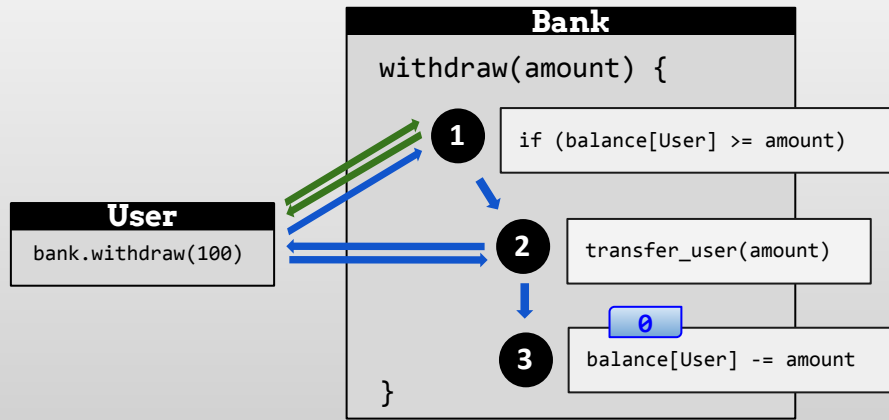 Bank
withdraw(amount) {
1
if (balance[User] >= amount)
User
bank.withdraw(100)
2
transfer_user(amount)
0
3
balance[User] -= amount
}